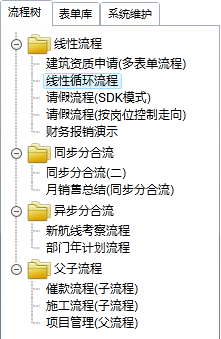 流程树 表单库 系统维护
线性流程
建筑资质申请(多表单流程)
线性循环流程
请假流程(SDK模式)
请假流程(按岗位控制走向)
财务报销演示
同步分合流
同步分合流(二)
月销售总结(同步分合流)
异步分合流
新航线考察流程
部门年计划流程
父子流程
催款流程(子流程)
施工流程(子流程)
项目管理(父流程)